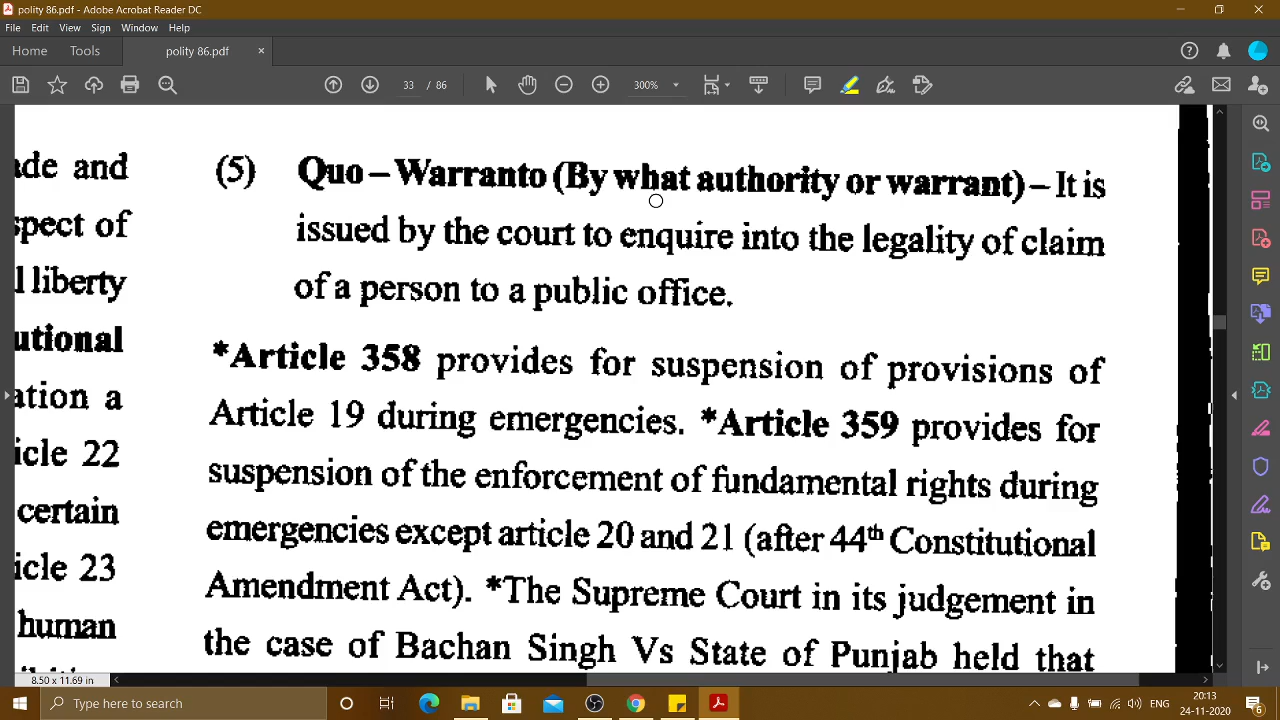 polity 86.pdf - Adobe Acrobat Reader DC
File Edit View Sign Window Help
Home Tools polity 86.pdf ×
33 / 86 300%
ade and
spect of
l liberty
utional
ation a
icle 22
certain
icle 23
human
(5) Quo – Warranto (By what authority or warrant) – It is
issued by the court to enquire into the legality of claim
of a person to a public office.
*Article 358 provides for suspension of provisions of
Article 19 during emergencies. *Article 359 provides for
suspension of the enforcement of fundamental rights during
emergencies except article 20 and 21 (after 44th Constitutional
Amendment Act). *The Supreme Court in its judgement in
the case of Bachan Singh Vs State of Punjab held that
8.50 x 11.69 in
Type here to search
ENG
20:13
24-11-2020
6